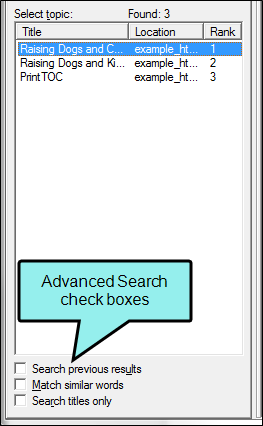 Select topic: Found: 3
Title Location Rank
Raising Dogs and C... example_ht... 1
Raising Dogs and Ki... example_ht... 2
PrintTOC example_ht... 3
Advanced Search
check boxes
Search previous results
Match similar words
Search titles only